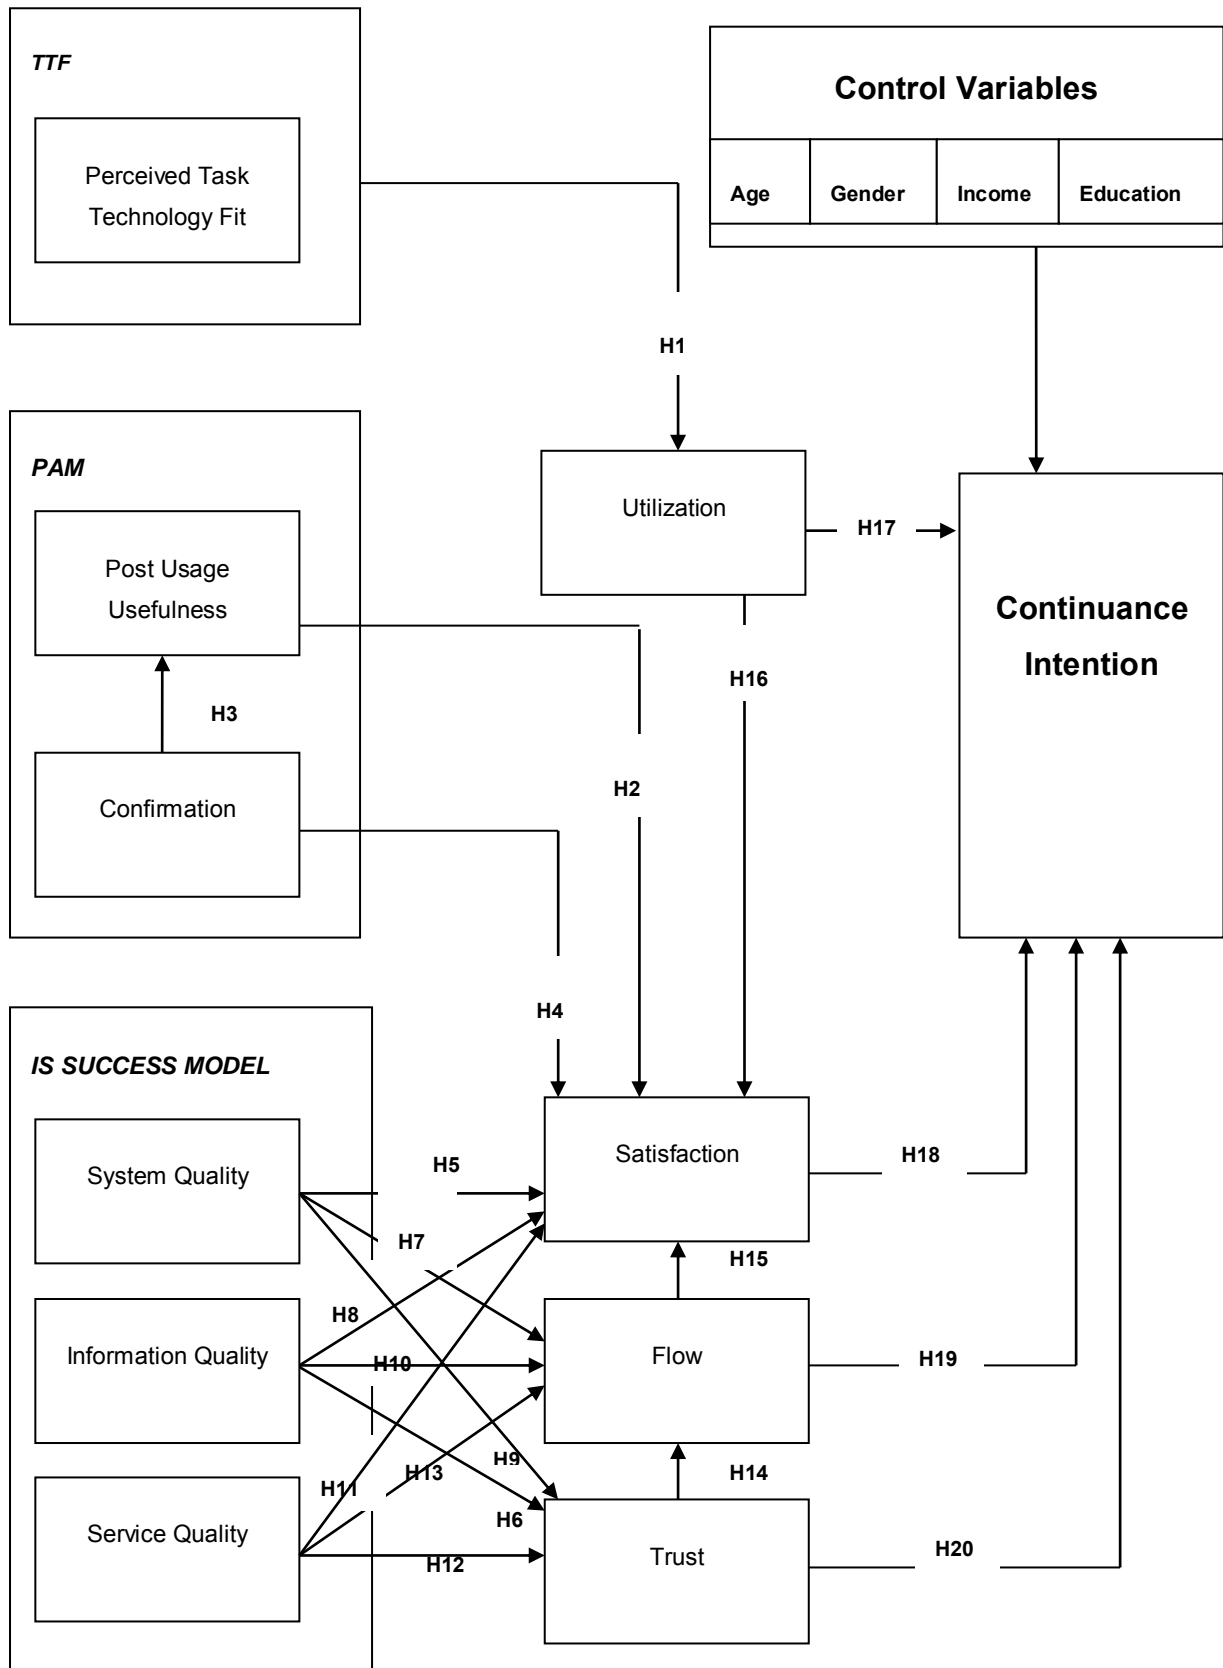 TTF
Perceived Task
Technology Fit
Control Variables
Age Gender Income Education
H1
PAM
Post Usage
Usefulness
H3
Confirmation
Utilization
H17
H16
Continuance
Intention
H2
H4
IS SUCCESS MODEL
System Quality
H5
Satisfaction
H18
H7
H15
H8
Information Quality
H10
Flow
H19
H9
H13
H11
H14
H6
Service Quality
H12
Trust
H20